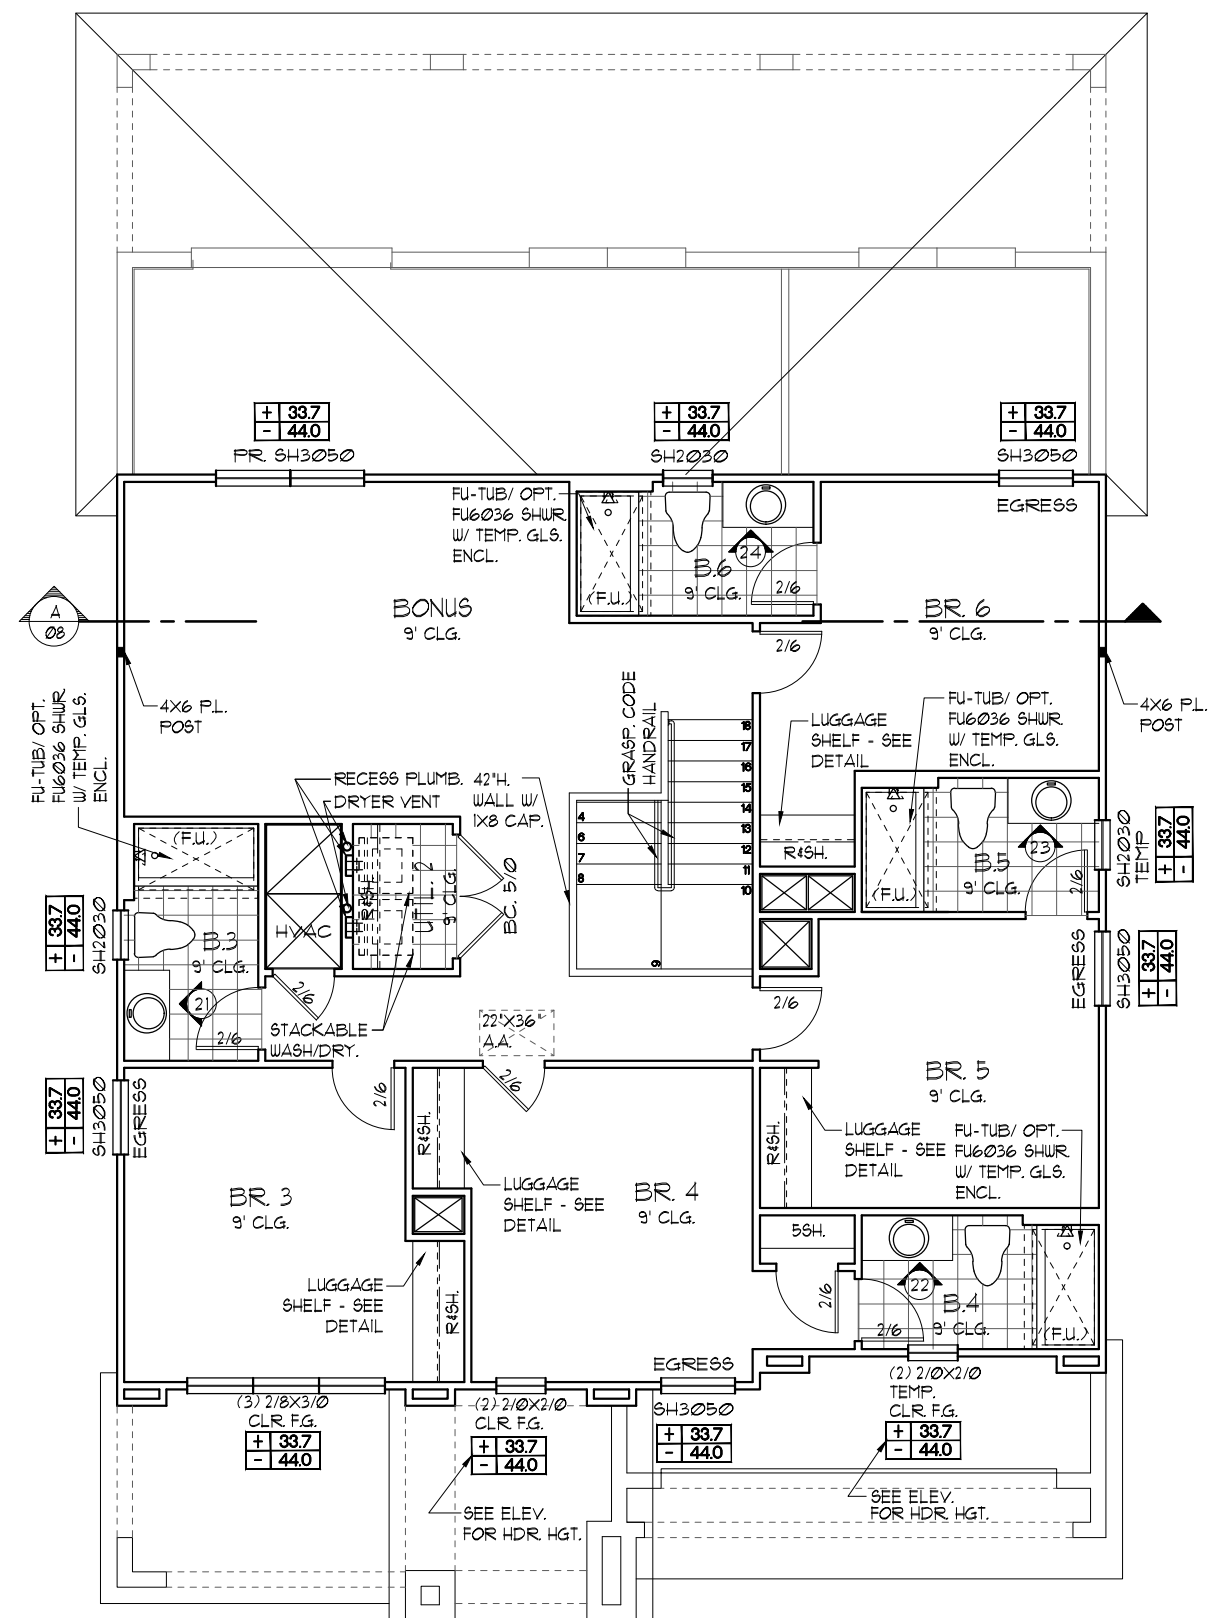 + 33.7
- 44.0
PR. SH3050
+ 33.7
- 44.0
SH2030
+ 33.7
- 44.0
SH3050
EGRESS
FU-TUB/ OPT.
FU6036 SHWR
W/ TEMP. GLS.
ENCL.
(F.U.)
24
B.6
9' CLG.
2/6
A
08
BONUS
9' CLG.
BR. 6
9' CLG.
2/6
4X6 P.L.
POST
FU-TUB/ OPT.
FU6036 SHWR
W/ TEMP. GLS.
ENCL.
GRASP. CODE
HANDRAIL
LUGGAGE
SHELF - SEE
DETAIL
FU-TUB/ OPT.
FU6036 SHWR.
W/ TEMP. GLS.
ENCL.
4X6 P.L.
POST
RECESS PLUMB.
DRYER VENT
42"H.
WALL W/
1X8 CAP.
18
17
16
15
14
13
12
11
10
4
6
7
8
9
R&SH.
(F.U.)
23
B.5
9' CLG.
2/6
SH2030
TEMP
+ 33.7
- 44.0
(F.U.)
B.3
9' CLG.
21
2/6
HVAC
2/6
UTIL. 2
9' CLG.
BC. 5/0
+ 33.7
- 44.0
SH2030
EGRESS
SH3050
+ 33.7
- 44.0
STACKABLE
WASH/DRY.
22"X36"
A.A.
2/6
+ 33.7
- 44.0
SH3050
EGRESS
2/6
2/6
BR. 5
9' CLG.
R&SH.
R&SH.
LUGGAGE
SHELF - SEE
DETAIL
FU-TUB/ OPT.
FU6036 SHWR
W/ TEMP. GLS.
ENCL.
BR. 3
9' CLG.
LUGGAGE
SHELF - SEE
DETAIL
BR. 4
9' CLG.
5SH.
LUGGAGE
SHELF - SEE
DETAIL
R&SH.
2/6
22
B.4
9' CLG.
2/6
(F.U.)
EGRESS
(3) 2/8X3/0
CLR. F.G.
+ 33.7
- 44.0
(2) 2/0X2/0
CLR. F.G.
+ 33.7
- 44.0
SH3050
+ 33.7
- 44.0
(2) 2/0X2/0
TEMP.
CLR. F.G.
+ 33.7
- 44.0
SEE ELEV.
FOR HDR. HGT.
SEE ELEV.
FOR HDR. HGT.